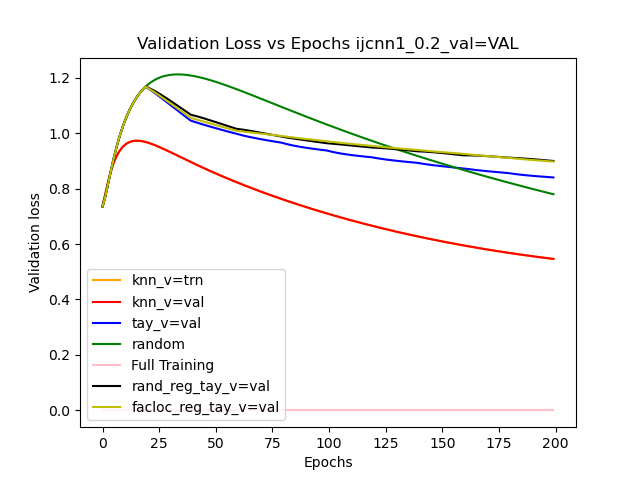 Validation Loss vs Epochs ijcnn1_0.2_val=VAL
1.2
1.0
0.8
0.6
0.4
0.2
0.0
Validation loss
knn_v=trn
knn_v=val
tay_v=val
random
Full Training
rand_reg_tay_v=val
facloc_reg_tay_v=val
0 25 50 75 100 125 150 175 200
Epochs